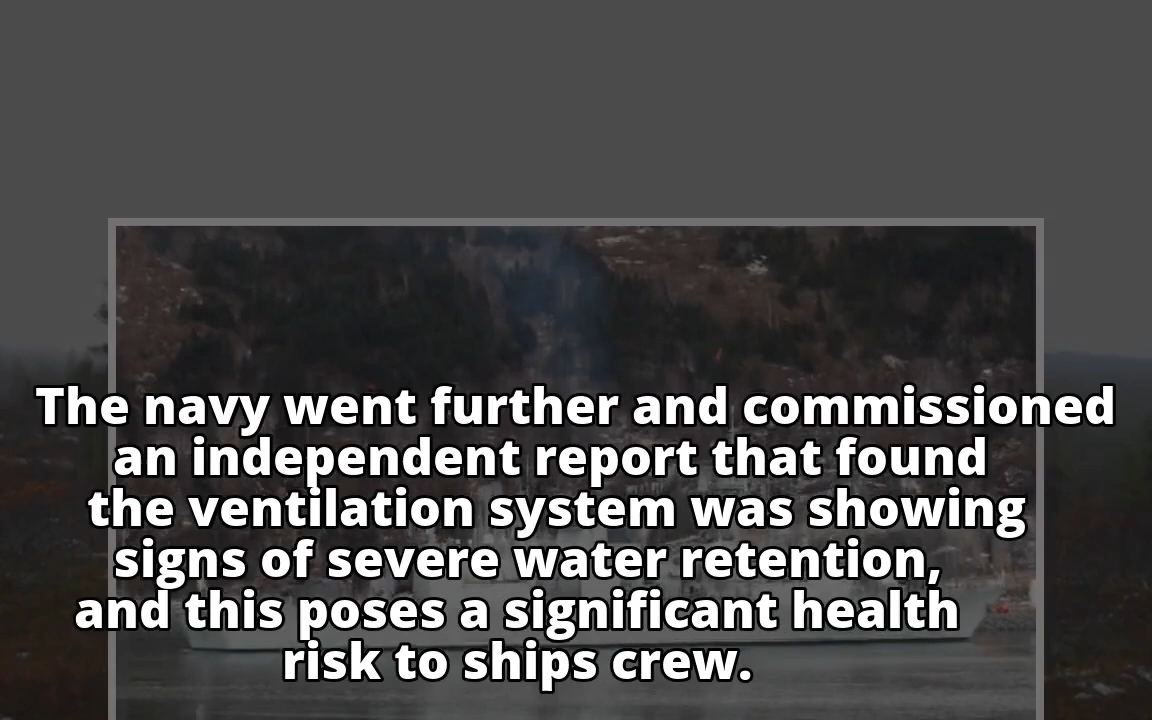 The navy went further and commissioned
an independent report that found
the ventilation system was showing
signs of severe water retention,
and this poses a significant health
risk to ships crew.